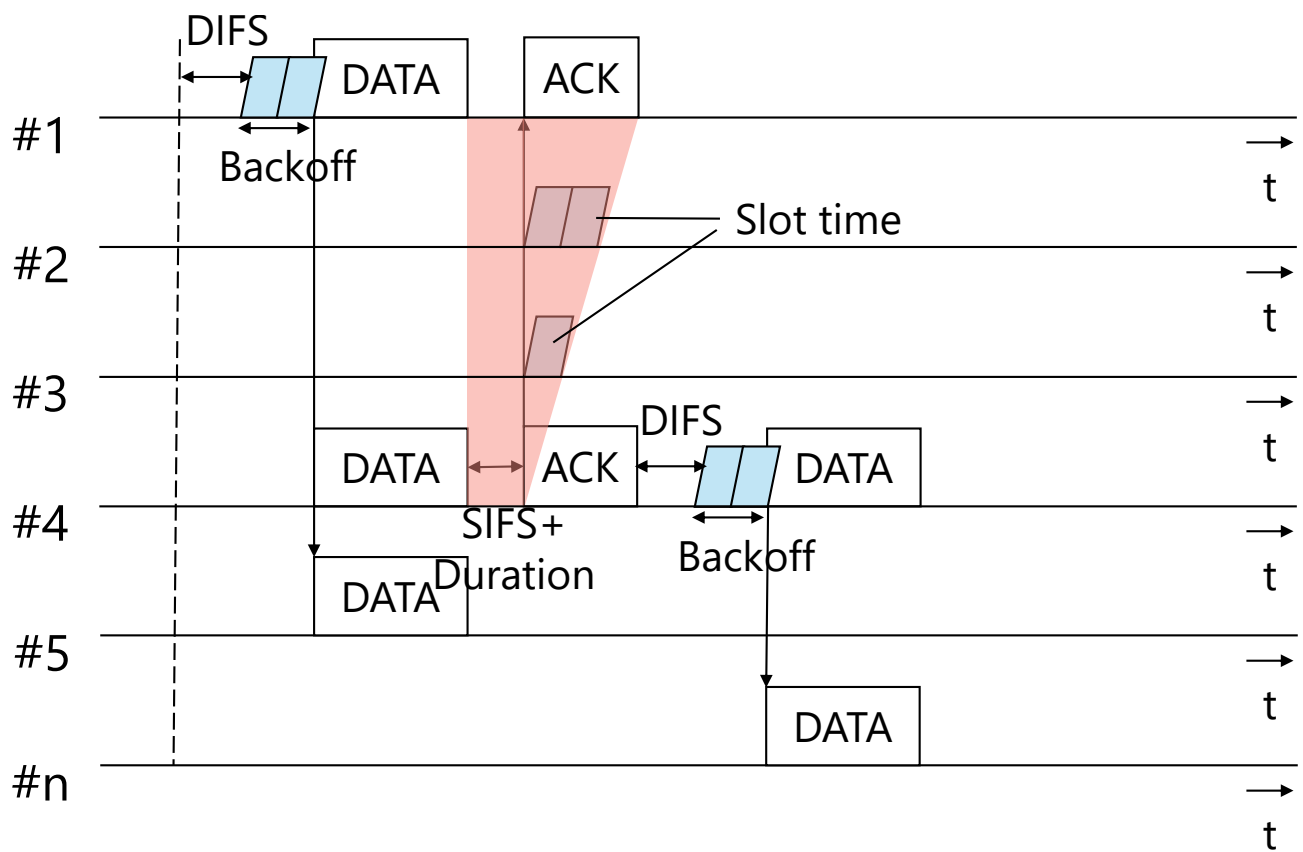 DIFS
DATA
ACK
#1
Backoff
t
Slot time
#2
t
#3
t
DIFS
DATA
ACK
DATA
#4
SIFS+
Duration
Backoff
t
DATA
#5
t
DATA
#n
t